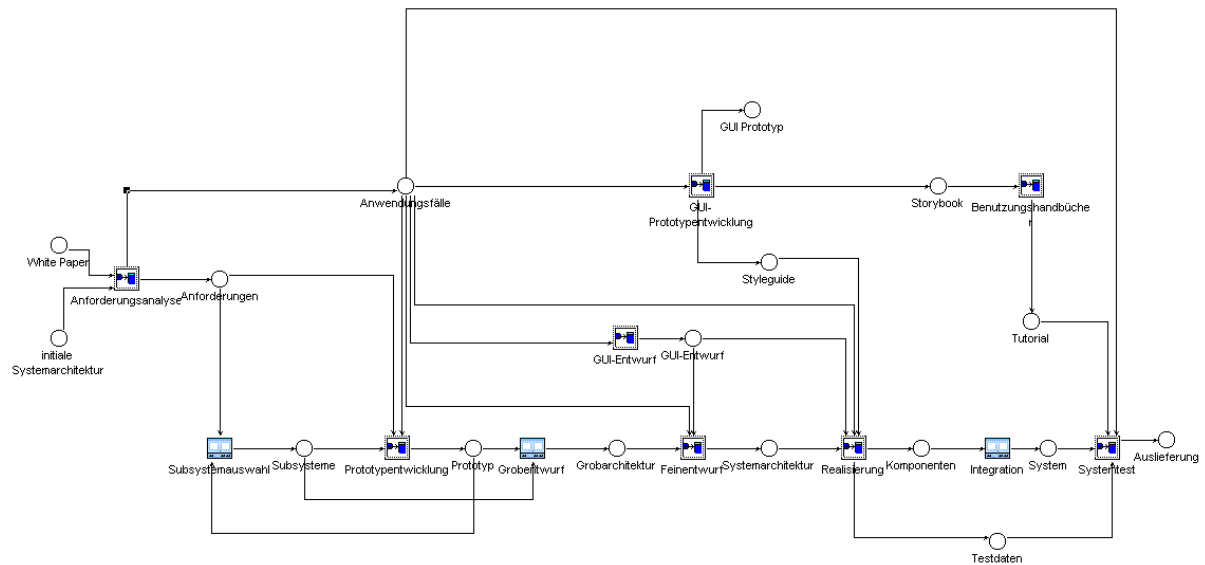 GUI Prototyp
Anwendungsfälle
GUI-
Prototypentwicklung
Storybook
Benutzungshandbüche
r
White Paper
Styleguide
Anforderungsanalyse
Anforderungen
initiale
Systemarchitektur
GUI-Entwurf
GUI-Entwurf
Tutorial
Subsystemauswahl
Subsysteme
Prototypentwicklung
Prototyp
Grobentwurf
Grobarchitektur
Feinentwurf
Systemarchitektur
Realisierung
Komponenten
Integration
System
Systemtest
Auslieferung
Testdaten